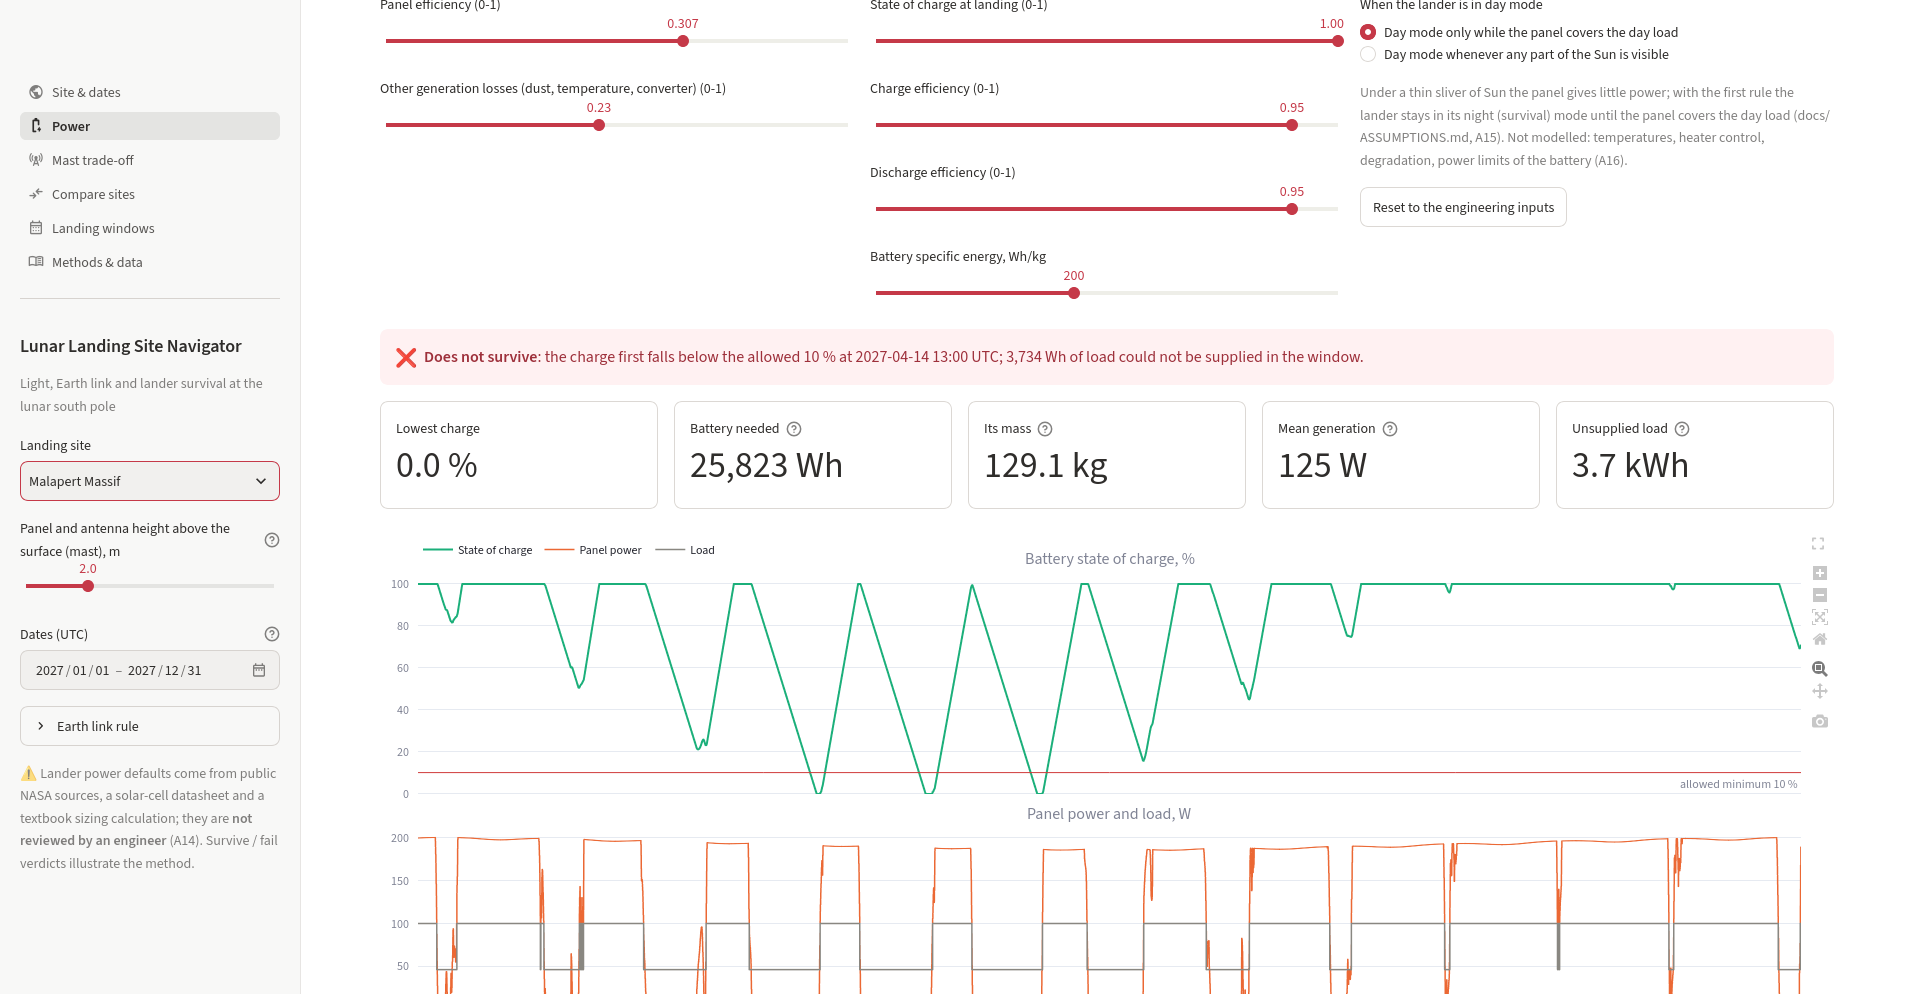 Site & dates
Power
Mast trade-off
Compare sites
Landing windows
Methods & data
Lunar Landing Site Navigator
Light, Earth link and lander survival at the
lunar south pole
Landing site
Malapert Massif
Panel and antenna height above the
surface (mast), m
2.0
Dates (UTC)
2027/01/01 – 2027/12/31
Earth link rule
⚠️ Lander power defaults come from public
NASA sources, a solar-cell datasheet and a
textbook sizing calculation; they are not
reviewed by an engineer (A14). Survive / fail
verdicts illustrate the method.
Panel efficiency (0-1)
0.307
Other generation losses (dust, temperature, converter) (0-1)
0.23
State of charge at landing (0-1)
1.00
Charge efficiency (0-1)
0.95
Discharge efficiency (0-1)
0.95
Battery specific energy, Wh/kg
200
When the lander is in day mode
Day mode only while the panel covers the day load
Day mode whenever any part of the Sun is visible
Under a thin sliver of Sun the panel gives little power; with the first rule the
lander stays in its night (survival) mode until the panel covers the day load (docs/
ASSUMPTIONS.md, A15). Not modelled: temperatures, heater control,
degradation, power limits of the battery (A16).
Reset to the engineering inputs
❌ Does not survive: the charge first falls below the allowed 10 % at 2027-04-14 13:00 UTC; 3,734 Wh of load could not be supplied in the window.
Lowest charge
0.0 %
Battery needed
25,823 Wh
Its mass
129.1 kg
Mean generation
125 W
Unsupplied load
3.7 kWh
State of charge
Panel power
Load
Battery state of charge, %
100
80
60
40
20
0
allowed minimum 10 %
Panel power and load, W
200
150
100
50